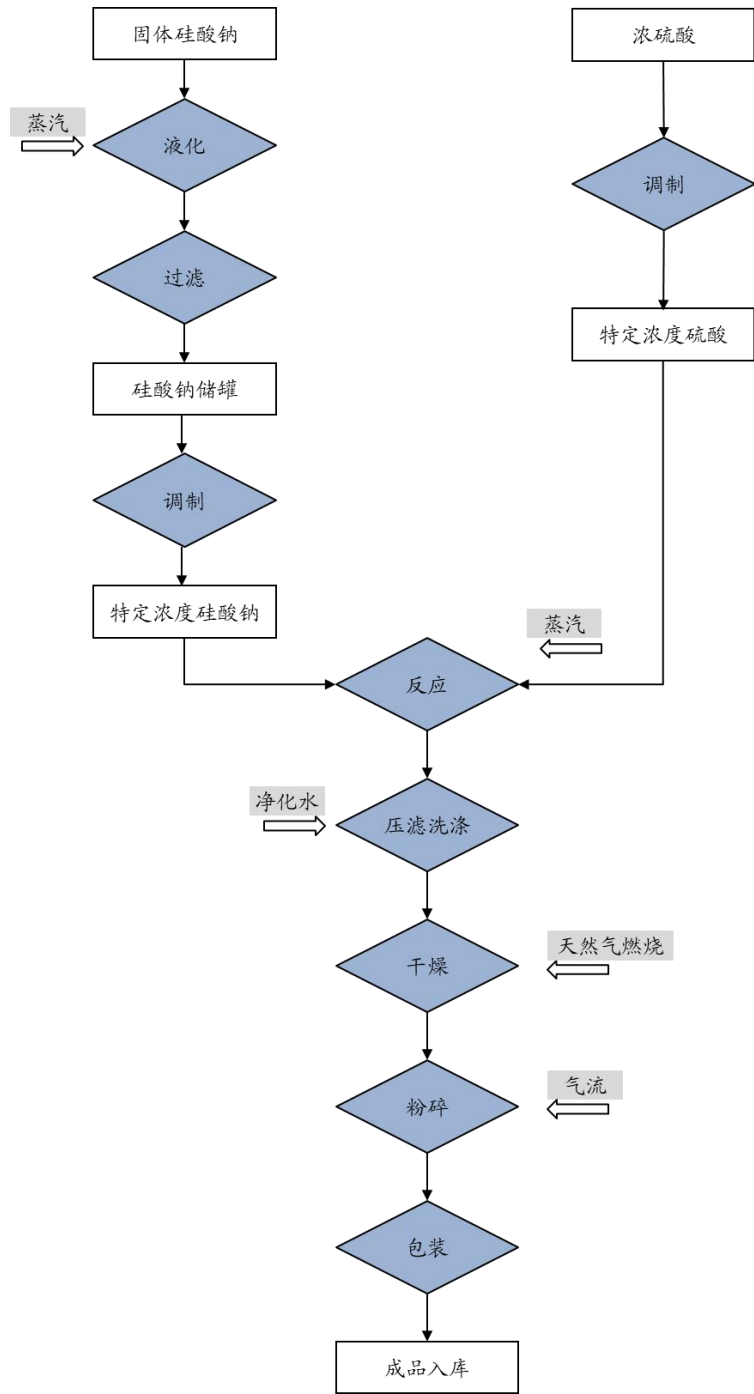 固体硅酸钠
浓硫酸
蒸汽
液化
调制
过滤
特定浓度硫酸
硅酸钠储罐
调制
特定浓度硅酸钠
蒸汽
反应
净化水
压滤洗涤
天然气燃烧
干燥
气流
粉碎
包装
成品入库